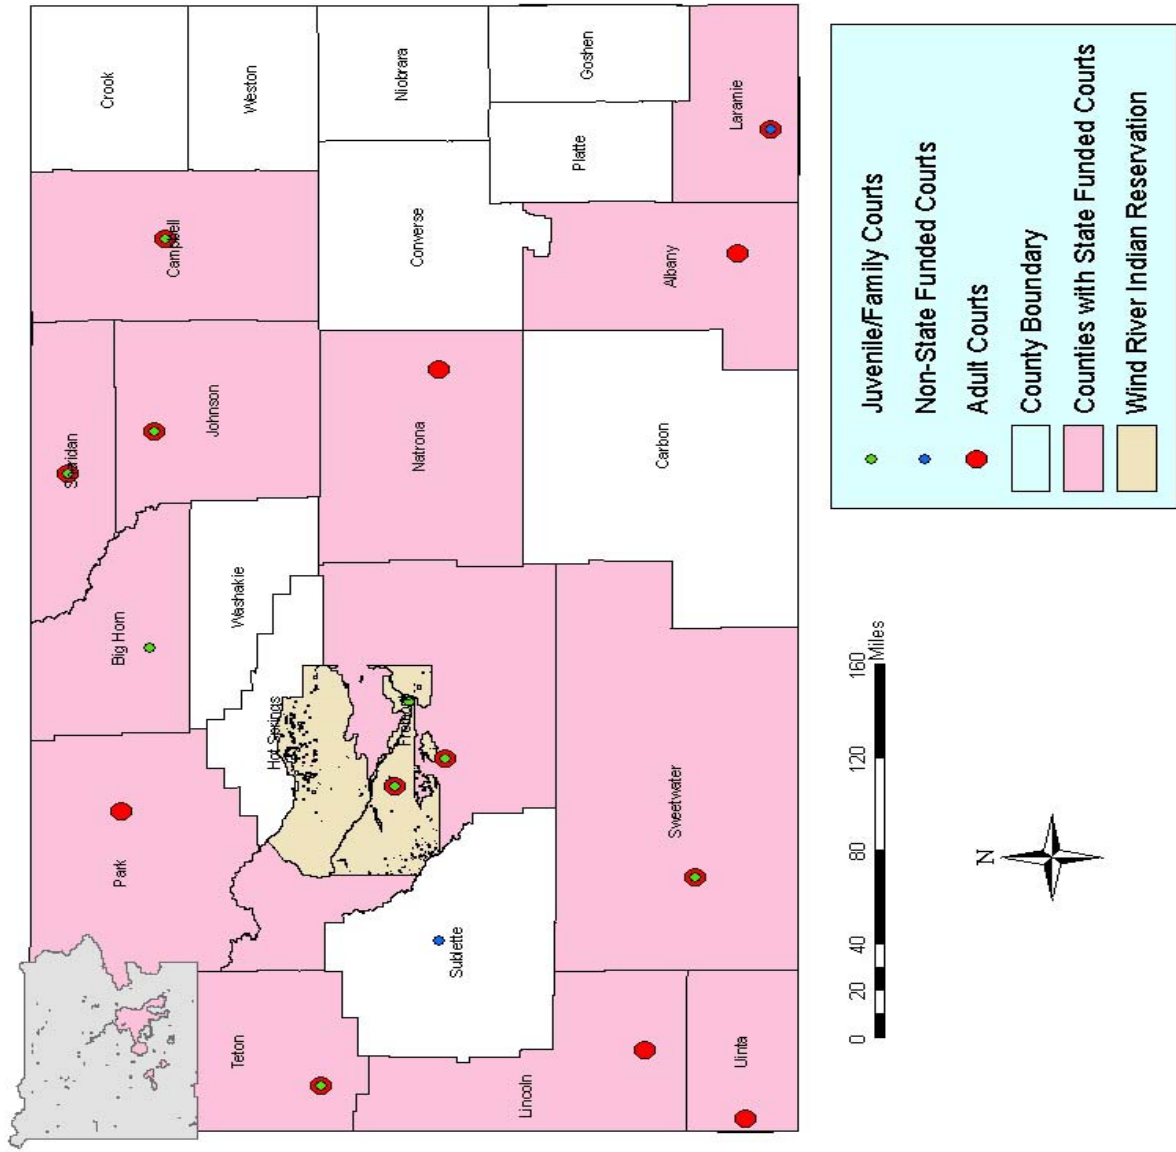 Sheridan
Crook
Park
Big Horn
Campbell
Johnson
Teton
Washakie
Weston
Hot Springs
Fremont
Natrona
Converse
Niobrara
Sublette
Lincoln
Platte
Goshen
Sweetwater
Carbon
Albany
Uinta
Laramie
0 20 40 80 120 160
Miles
N
Juvenile/Family Courts
Non-State Funded Courts
Adult Courts
County Boundary
Counties with State Funded Courts
Wind River Indian Reservation